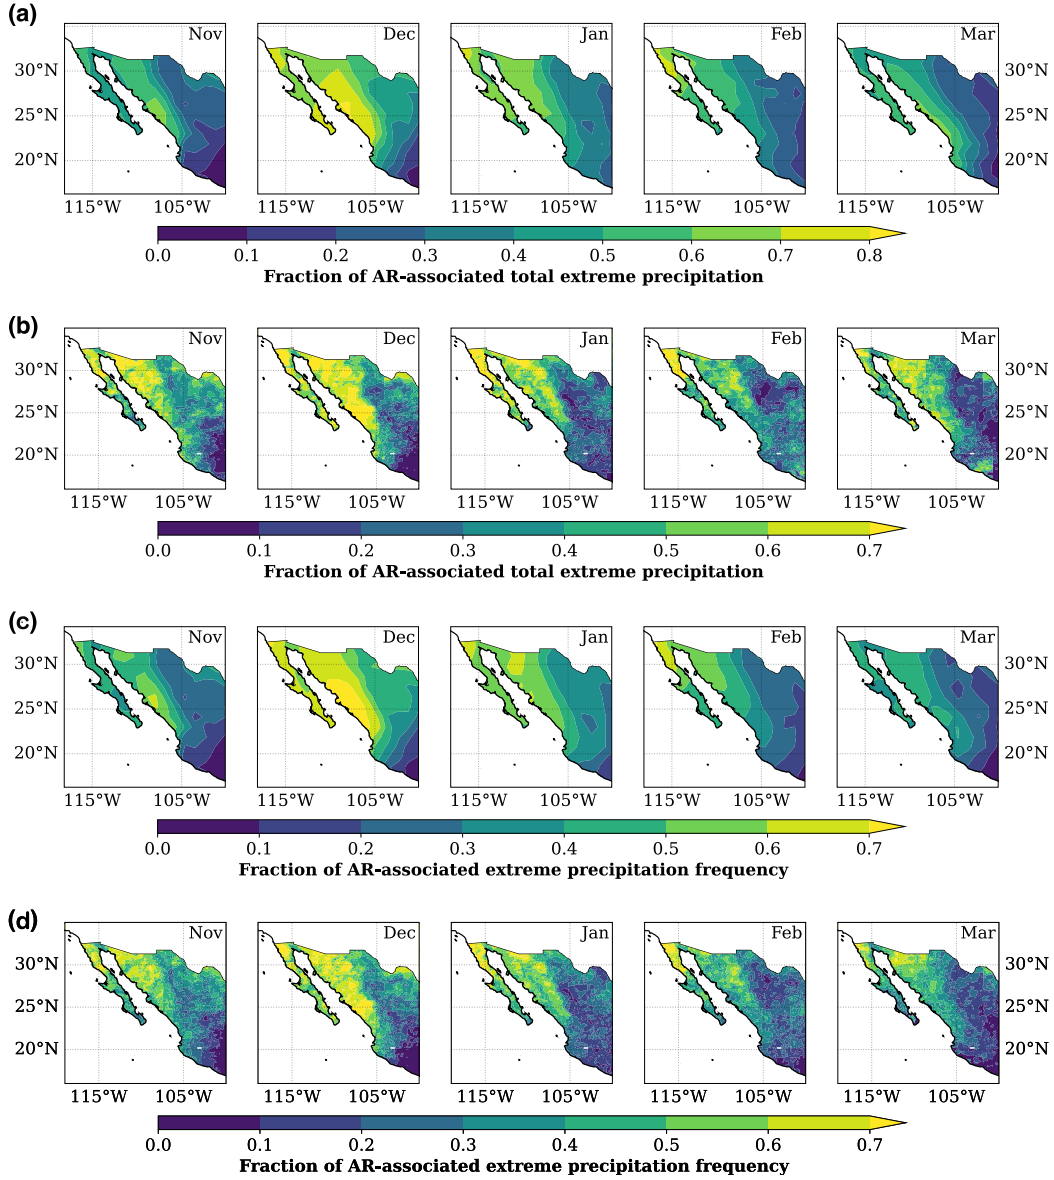 (a)
Nov Dec Jan Feb Mar
30°N 30°N
25°N 25°N
20°N 20°N
115°W 105°W 115°W 105°W 115°W 105°W 115°W 105°W 115°W 105°W
0.0 0.1 0.2 0.3 0.4 0.5 0.6 0.7 0.8
Fraction of AR-associated total extreme precipitation
(b)
Nov Dec Jan Feb Mar
30°N 30°N
25°N 25°N
20°N 20°N
115°W 105°W 115°W 105°W 115°W 105°W 115°W 105°W 115°W 105°W
0.0 0.1 0.2 0.3 0.4 0.5 0.6 0.7
Fraction of AR-associated total extreme precipitation
(c)
Nov Dec Jan Feb Mar
30°N 30°N
25°N 25°N
20°N 20°N
115°W 105°W 115°W 105°W 115°W 105°W 115°W 105°W 115°W 105°W
0.0 0.1 0.2 0.3 0.4 0.5 0.6 0.7
Fraction of AR-associated extreme precipitation frequency
(d)
Nov Dec Jan Feb Mar
30°N 30°N
25°N 25°N
20°N 20°N
115°W 105°W 115°W 105°W 115°W 105°W 115°W 105°W 115°W 105°W
0.0 0.1 0.2 0.3 0.4 0.5 0.6 0.7
Fraction of AR-associated extreme precipitation frequency